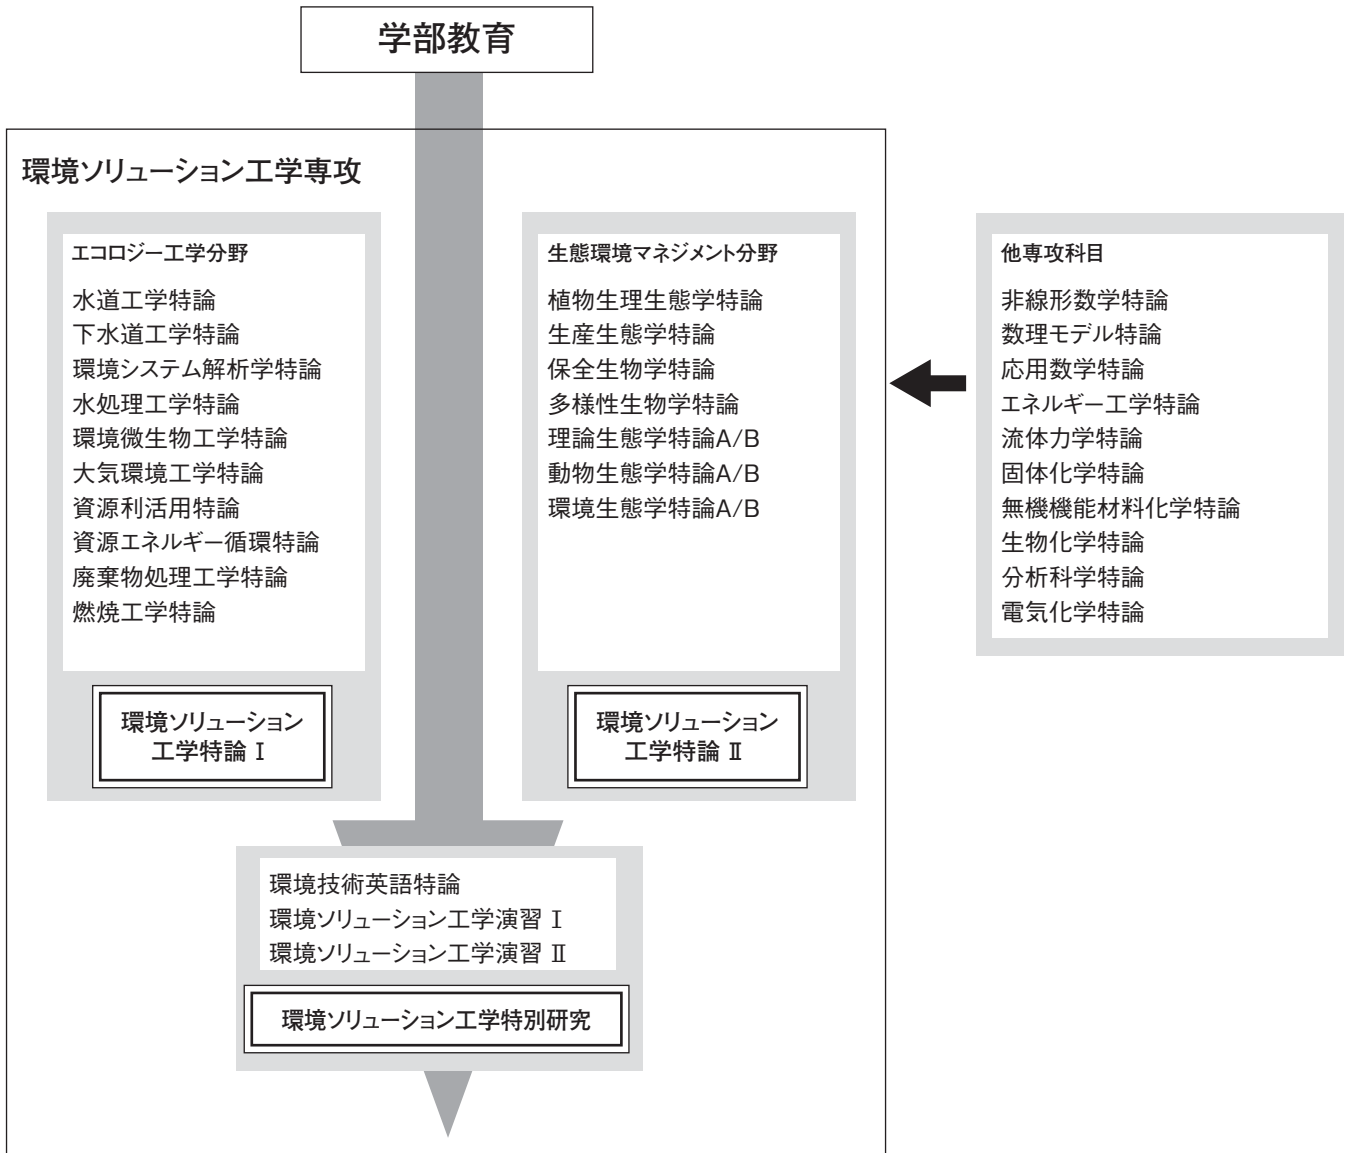 学部教育
環境ソリューション工学専攻
エコロジー工学分野
水道工学特論
下水道工学特論
環境システム解析学特論
水処理工学特論
環境微生物工学特論
大気環境工学特論
資源利活用特論
資源エネルギー循環特論
廃棄物処理工学特論
燃焼工学特論
環境ソリューション
工学特論 Ⅰ
生態環境マネジメント分野
植物生理生態学特論
生産生態学特論
保全生物学特論
多様性生物学特論
理論生態学特論A/B
動物生態学特論A/B
環境生態学特論A/B
環境ソリューション
工学特論 Ⅱ
他専攻科目
非線形数学特論
数理モデル特論
応用数学特論
エネルギー工学特論
流体力学特論
固体化学特論
無機機能材料化学特論
生物化学特論
分析科学特論
電気化学特論
環境技術英語特論
環境ソリューション工学演習 Ⅰ
環境ソリューション工学演習 Ⅱ
環境ソリューション工学特別研究